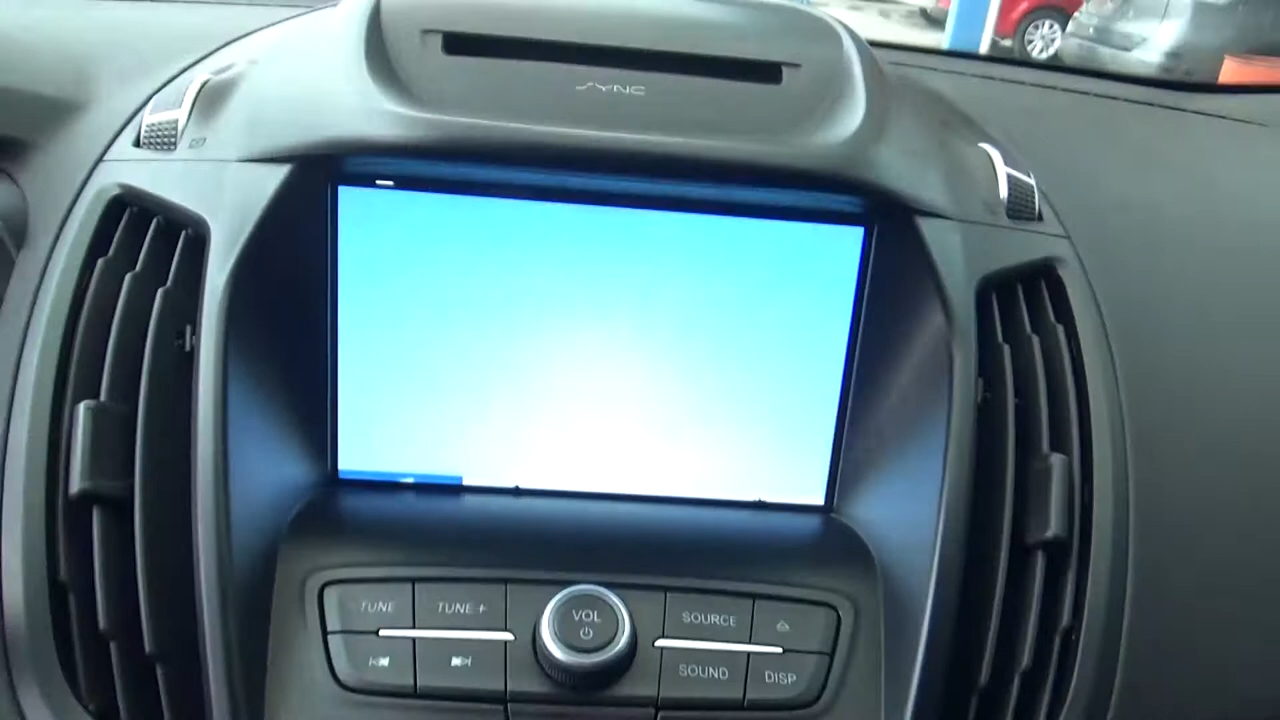 SYNC
TUNE
TUNE +
VOL
SOURCE
SOUND
DISP